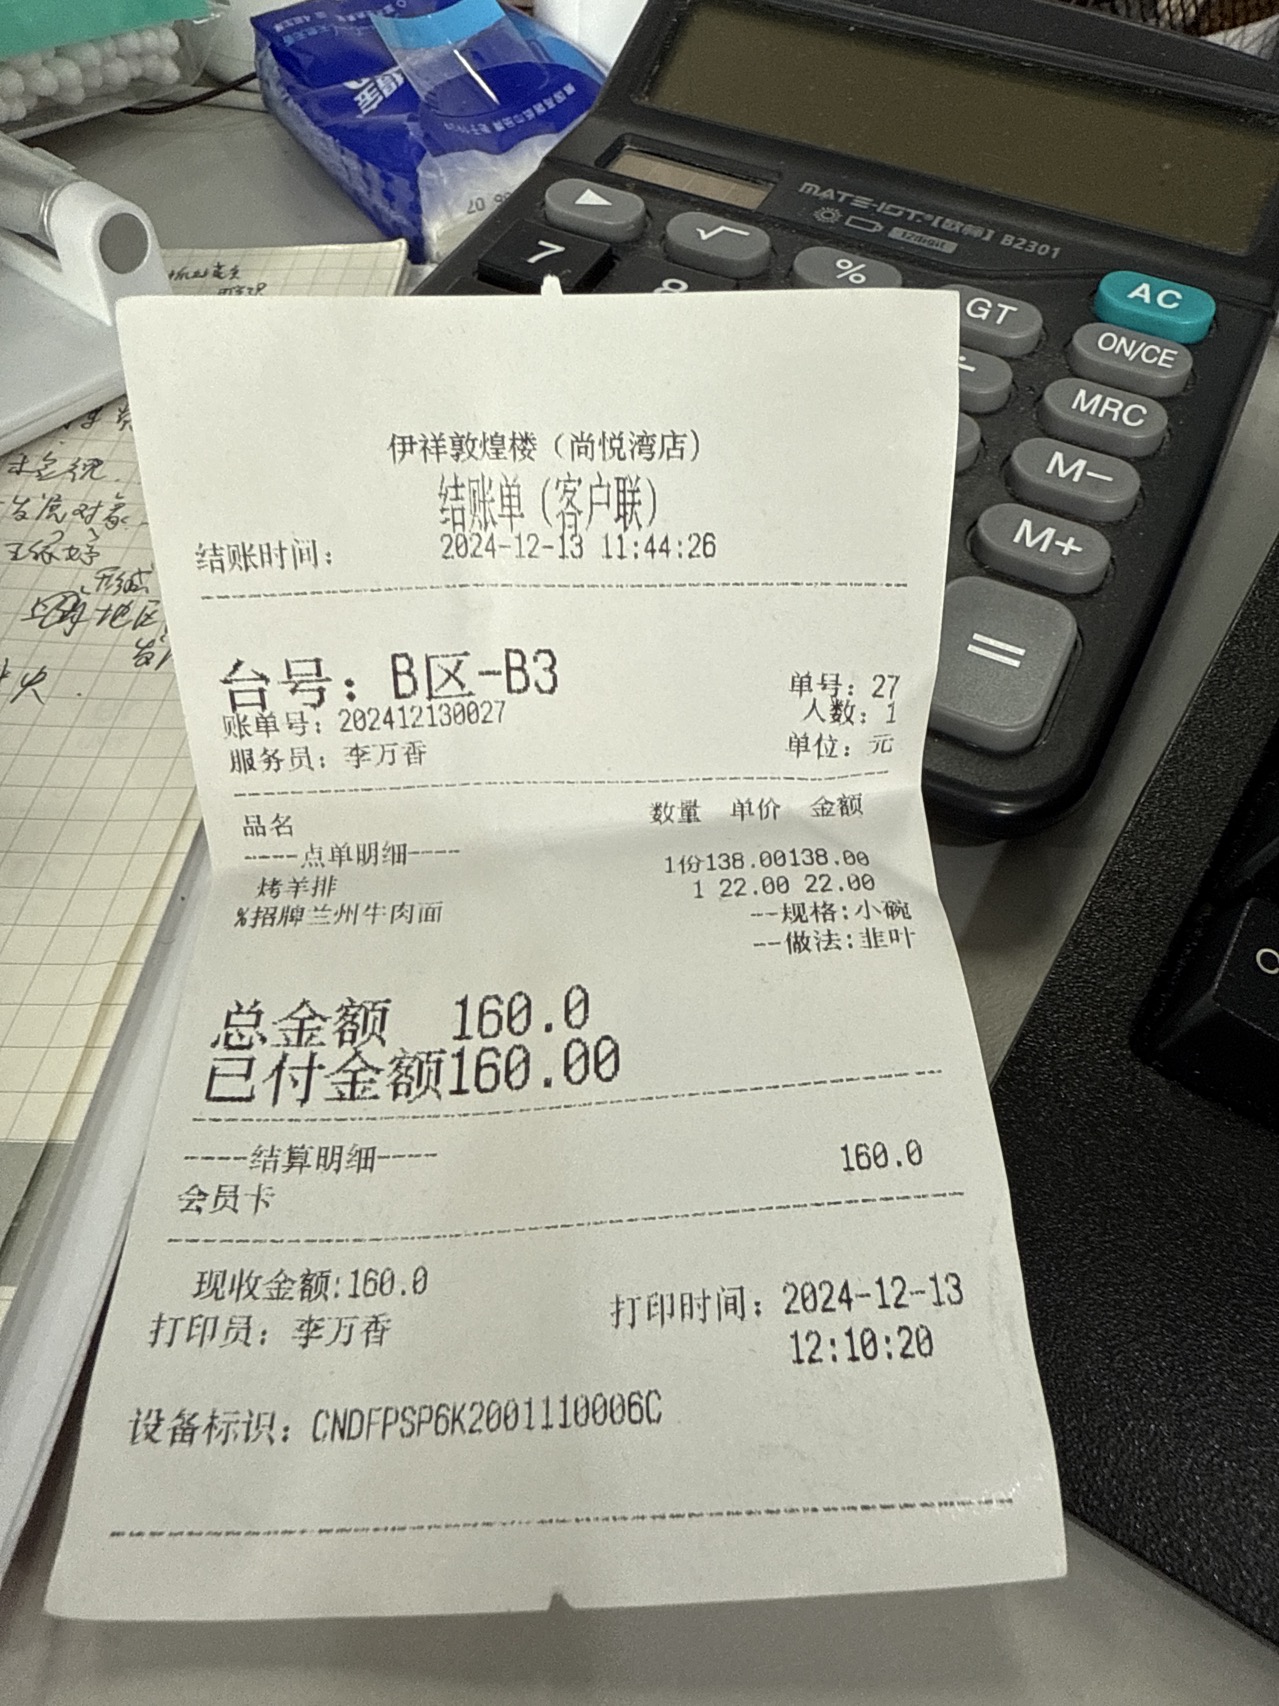 MATE-IST.®【欧师】 B2301
12digit
7
8
√
%
GT
AC
ON/CE
MRC
M−
M+
=
伊祥敦煌楼（尚悦湾店）
结账单（客户联）
结账时间： 2024-12-13 11:44:26
台号：B区-B3
单号：27
账单号：202412130027
人数：1
服务员：李万香
单位：元
品名 数量 单价 金额
----点单明细----
烤羊排 1份138.00138.00
%招牌兰州牛肉面 1 22.00 22.00
--规格:小碗
--做法:韭叶
总金额 160.0
已付金额160.00
----结算明细----
会员卡 160.0
现收金额:160.0
打印员：李万香
打印时间：2024-12-13
12:10:20
设备标识：CNDFPSP6K2001110006C